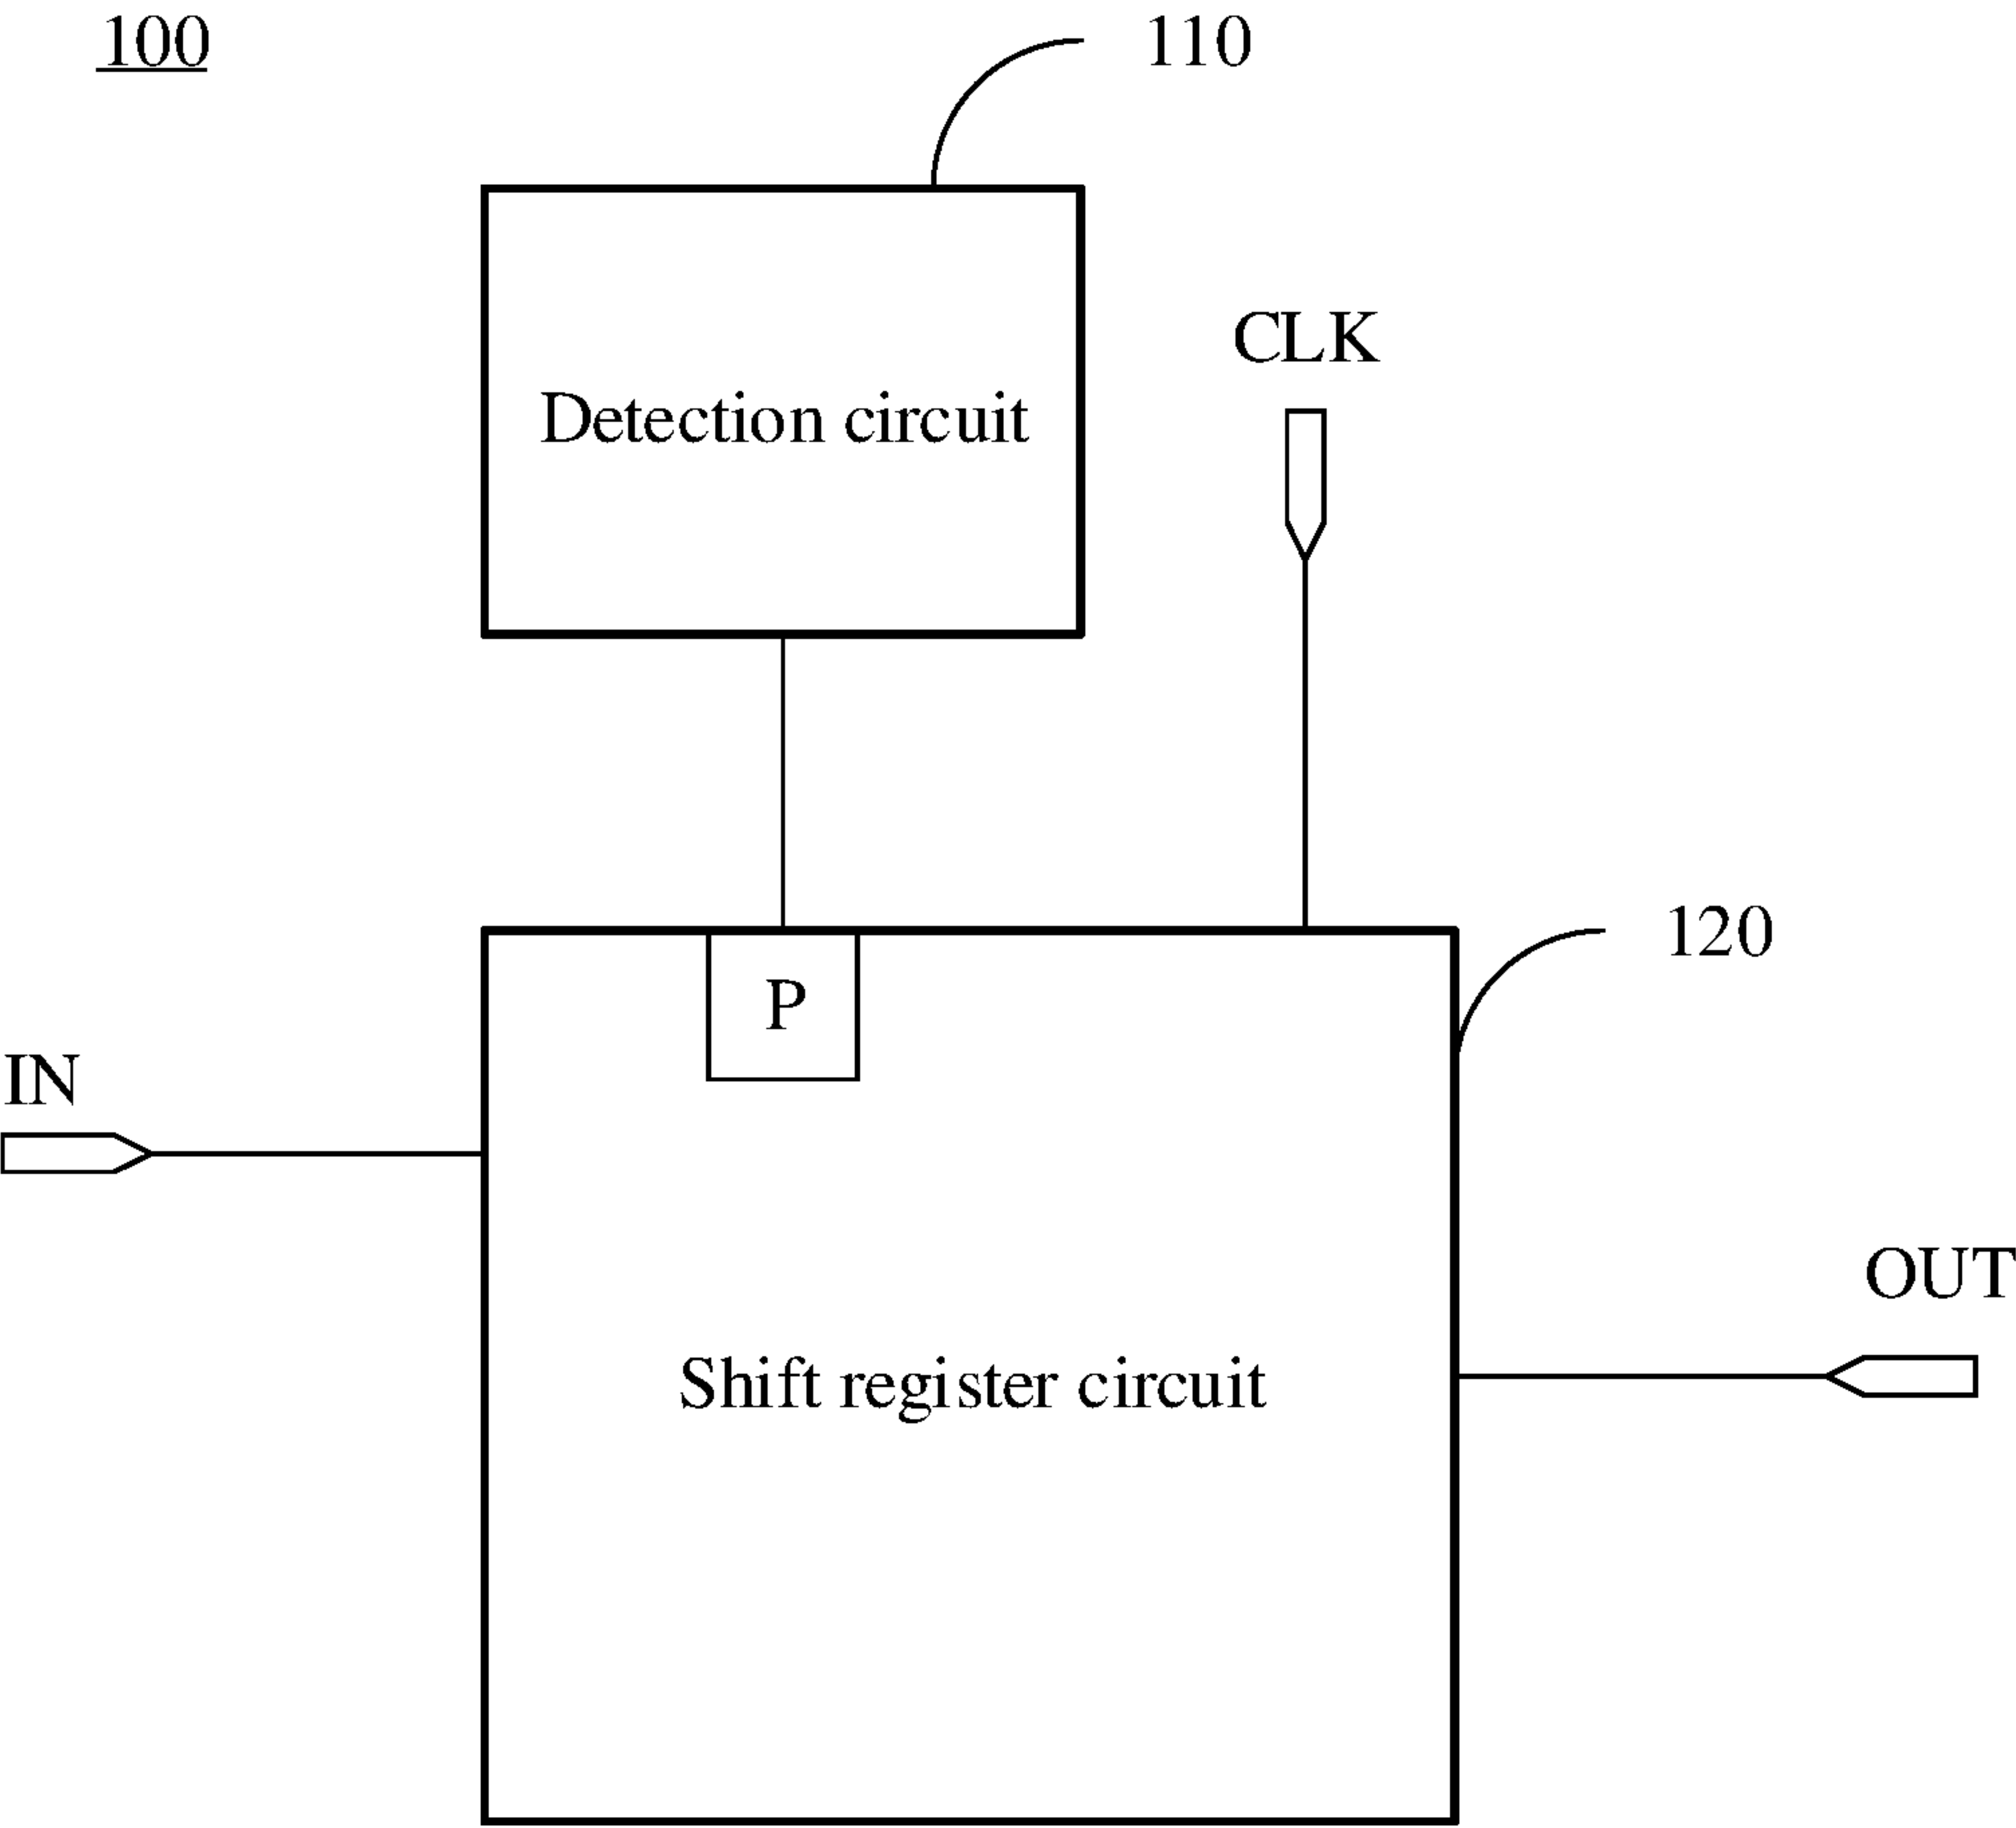 100
110
Detection circuit
CLK
120
P
IN
OUT
Shift register circuit